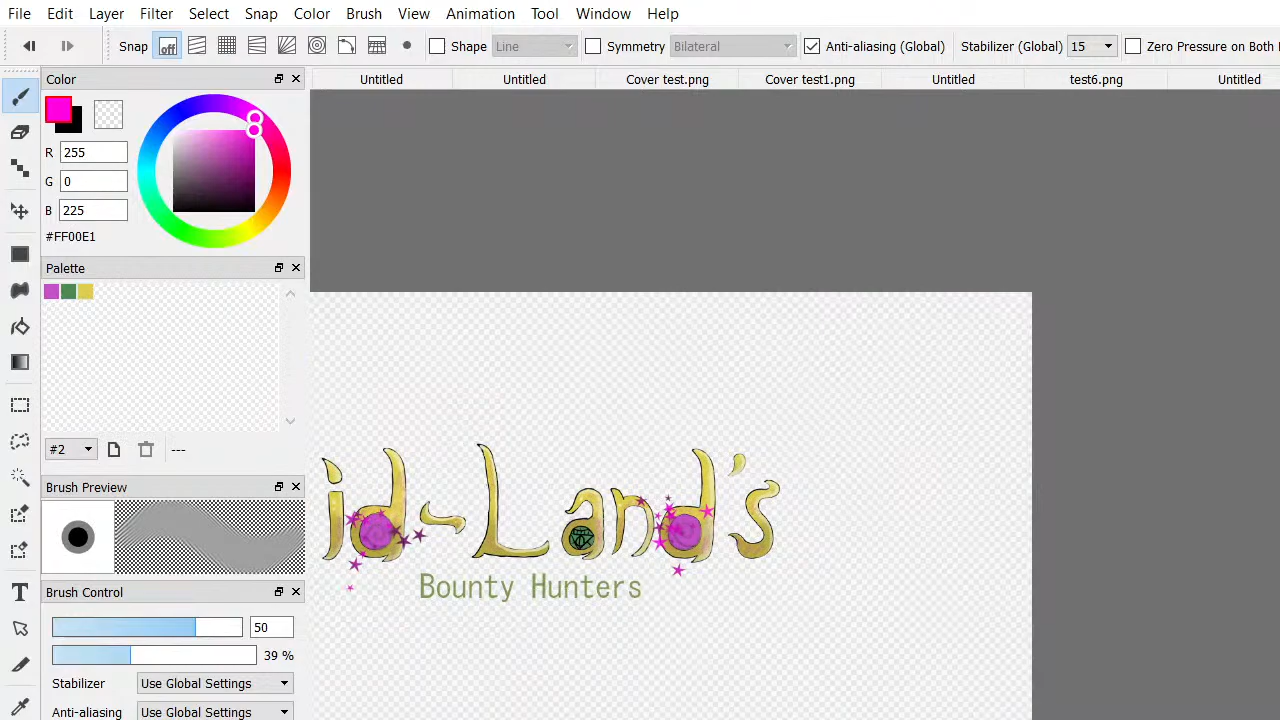 File Edit Layer Filter Select Snap Color Brush View Animation Tool Window Help
Snap off Shape Line Symmetry Bilateral Anti-aliasing (Global) Stabilizer (Global) 15 Zero Pressure on Both
Color
Untitled Untitled Cover test.png Cover test1.png Untitled test6.png Untitled
R 255
G 0
B 225
#FF00E1
Palette
#2 ---
Brush Preview
id-Land's
Bounty Hunters
Brush Control
50
39 %
Stabilizer Use Global Settings
Anti-aliasing Use Global Settings